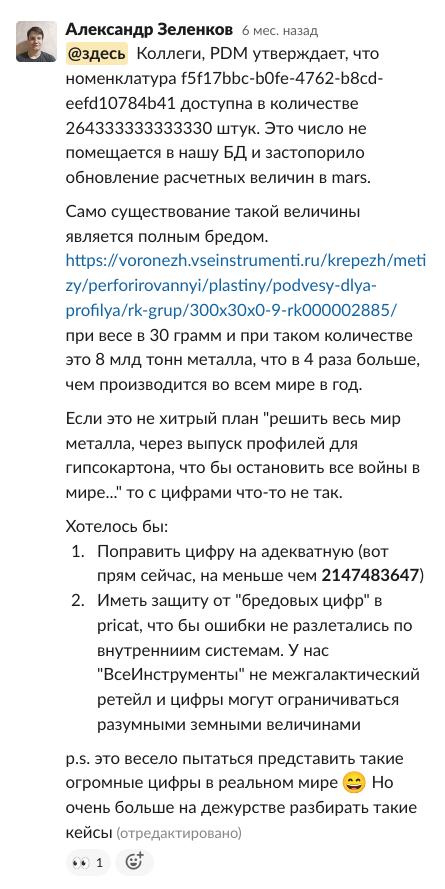 Александр Зеленков 6 мес. назад
@здесь Коллеги, PDM утверждает, что
номенклатура f5f17bbc-b0fe-4762-b8cd-
eefd10784b41 доступна в количестве
264333333333330 штук. Это число не
помещается в нашу БД и застопорило
обновление расчетных величин в mars.
Само существование такой величины
является полным бредом.
https://voronezh.vseinstrumenti.ru/krepezh/meti
zy/perforirovannyi/plastiny/podvesy-dlya-
profilya/rk-grup/300x30x0-9-rk000002885/
при весе в 30 грамм и при таком количестве
это 8 млд тонн металла, что в 4 раза больше,
чем производится во всем мире в год.
Если это не хитрый план "решить весь мир
металла, через выпуск профилей для
гипсокартона, что бы остановить все войны в
мире..." то с цифрами что-то не так.
Хотелось бы:
1. Поправить цифру на адекватную (вот
прям сейчас, на меньше чем 2147483647)
2. Иметь защиту от "бредовых цифр" в
pricat, что бы ошибки не разлетались по
внутренниим системам. У нас
"ВсеИнструменты" не межгалактический
ретейл и цифры могут ограничиваться
разумными земными величинами
p.s. это весело пытаться представить такие
огромные цифры в реальном мире 😄 Но
очень больше на дежурстве разбирать такие
кейсы (отредактировано)
👀 1